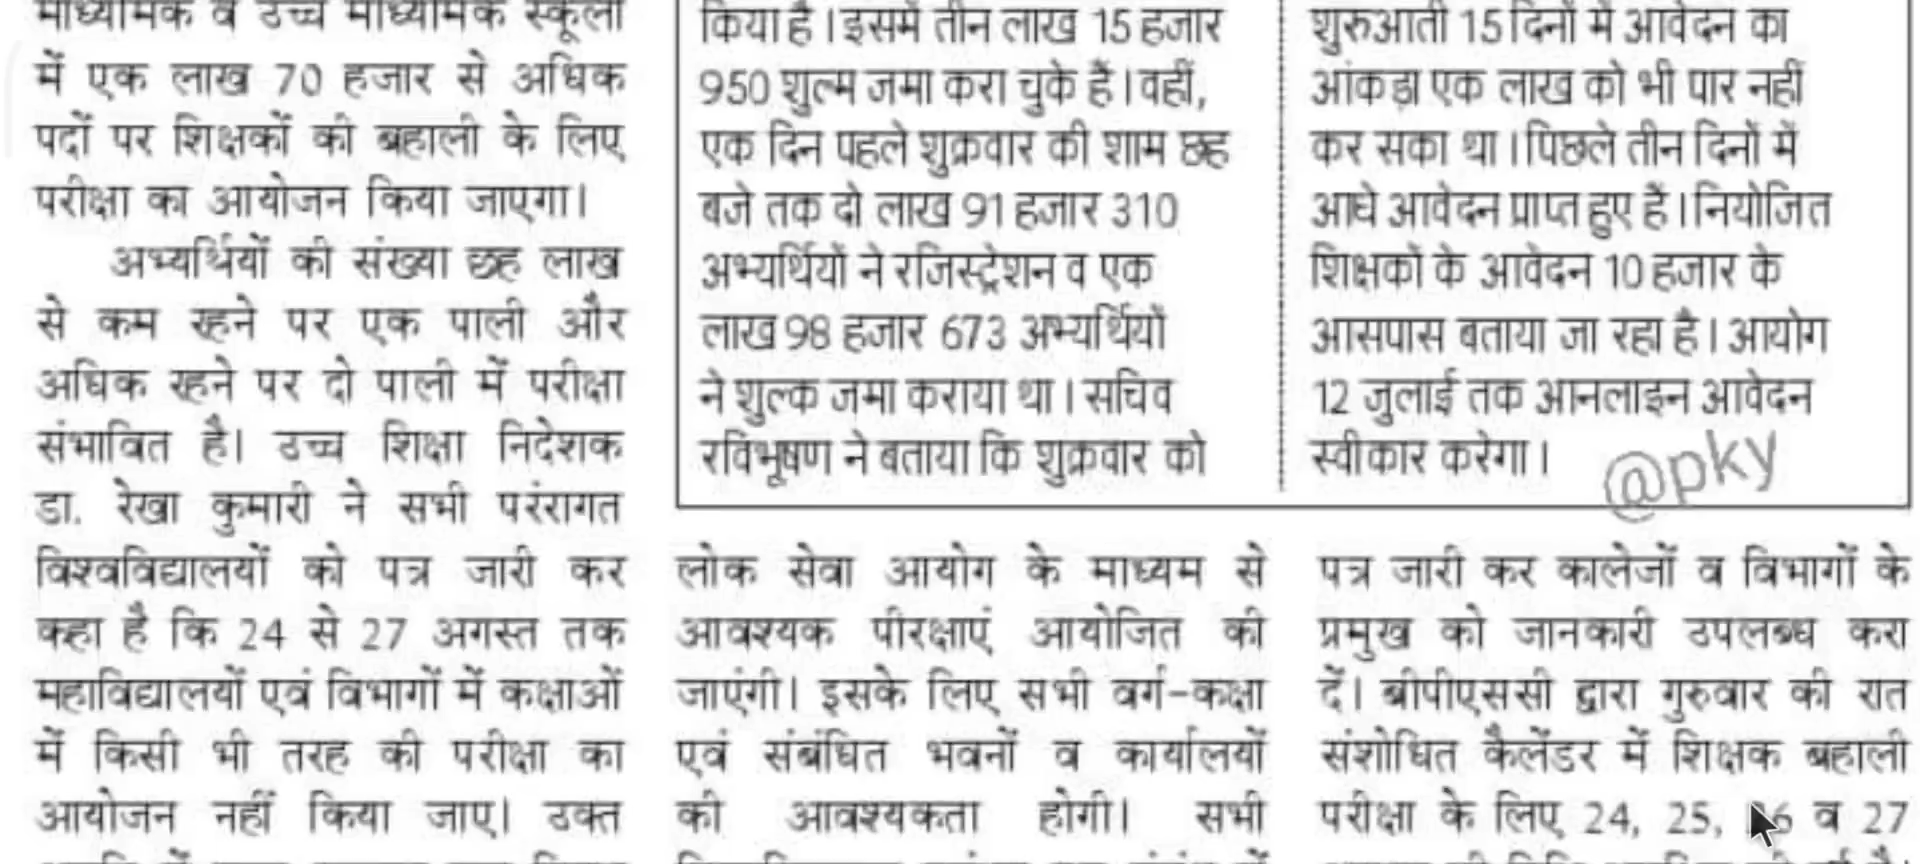 माध्यमिक व उच्च माध्यमिक स्कूलों
में एक लाख 70 हजार से अधिक
पदों पर शिक्षकों की बहाली के लिए
परीक्षा का आयोजन किया जाएगा।
अभ्यर्थियों की संख्या छह लाख
से कम रहने पर एक पाली और
अधिक रहने पर दो पाली में परीक्षा
संभावित है। उच्च शिक्षा निदेशक
डा. रेखा कुमारी ने सभी परंरागत
विश्वविद्यालयों को पत्र जारी कर
कहा है कि 24 से 27 अगस्त तक
महाविद्यालयों एवं विभागों में कक्षाओं
में किसी भी तरह की परीक्षा का
आयोजन नहीं किया जाए। उक्त
किया है। इसमें तीन लाख 15 हजार
950 शुल्म जमा करा चुके हैं। वहीं,
एक दिन पहले शुक्रवार की शाम छह
बजे तक दो लाख 91 हजार 310
अभ्यर्थियों ने रजिस्ट्रेशन व एक
लाख 98 हजार 673 अभ्यर्थियों
ने शुल्क जमा कराया था। सचिव
रविभूषण ने बताया कि शुक्रवार को
शुरुआती 15 दिनों में आवेदन का
आंकड़ा एक लाख को भी पार नहीं
कर सका था। पिछले तीन दिनों में
आधे आवेदन प्राप्त हुए हैं। नियोजित
शिक्षकों के आवेदन 10 हजार के
आसपास बताया जा रहा है। आयोग
12 जुलाई तक आनलाइन आवेदन
स्वीकार करेगा।
@pky
लोक सेवा आयोग के माध्यम से
आवश्यक पीरक्षाएं आयोजित की
जाएंगी। इसके लिए सभी वर्ग-कक्षा
एवं संबंधित भवनों व कार्यालयों
की आवश्यकता होगी। सभी
पत्र जारी कर कालेजों व विभागों के
प्रमुख को जानकारी उपलब्ध करा
दें। बीपीएससी द्वारा गुरुवार की रात
संशोधित कैलेंडर में शिक्षक बहाली
परीक्षा के लिए 24, 25, 26 व 27